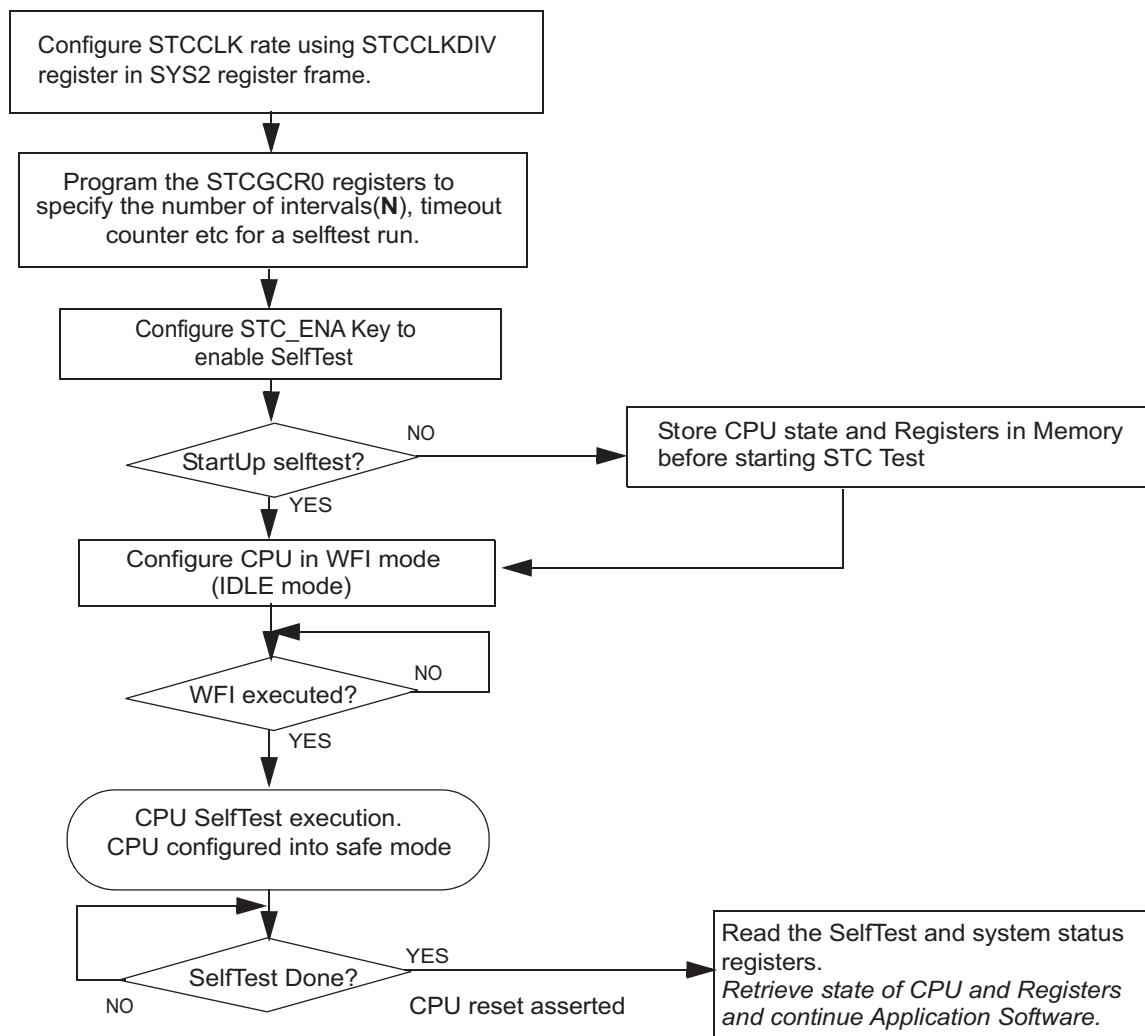 Configure STCCLK rate using STCCLKDIV
register in SYS2 register frame.
Program the STCGCR0 registers to
specify the number of intervals(N), timeout
counter etc for a selftest run.
Configure STC_ENA Key to
enable SelfTest
StartUp selftest?
NO
Store CPU state and Registers in Memory
before starting STC Test
YES
Configure CPU in WFI mode
(IDLE mode)
WFI executed?
NO
YES
CPU SelfTest execution.
CPU configured into safe mode
SelfTest Done?
NO
YES
CPU reset asserted
Read the SelfTest and system status
registers.
Retrieve state of CPU and Registers
and continue Application Software.